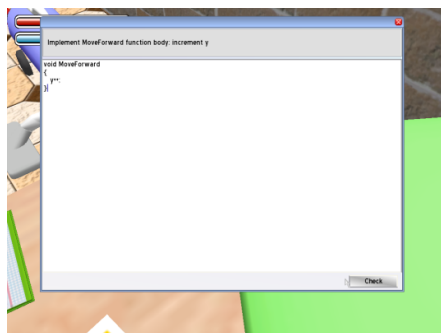 Implement MoveForward function body: increment y
void MoveForward
{
y++;
}
Check